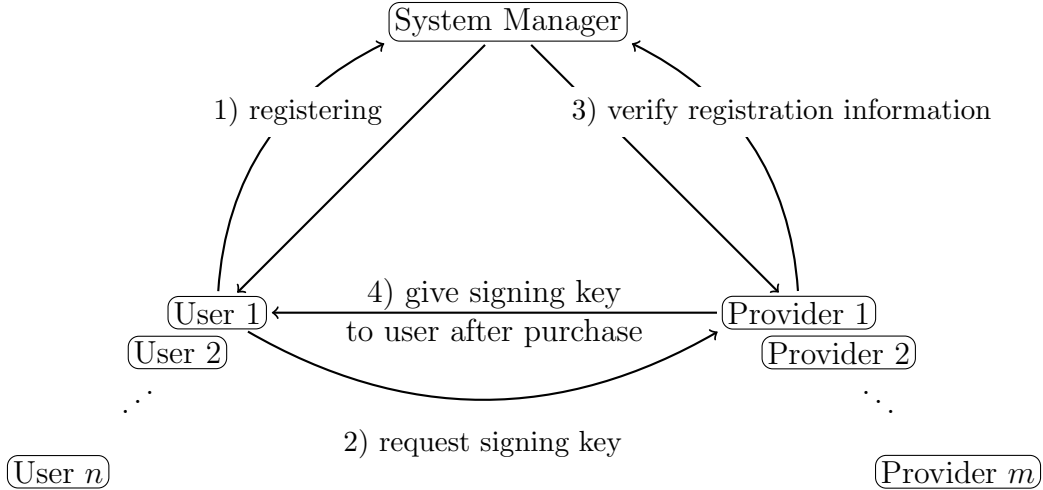 System Manager
1) registering
3) verify registration information
4) give signing key
to user after purchase
User 1
Provider 1
User 2
Provider 2
2) request signing key
User n
Provider m